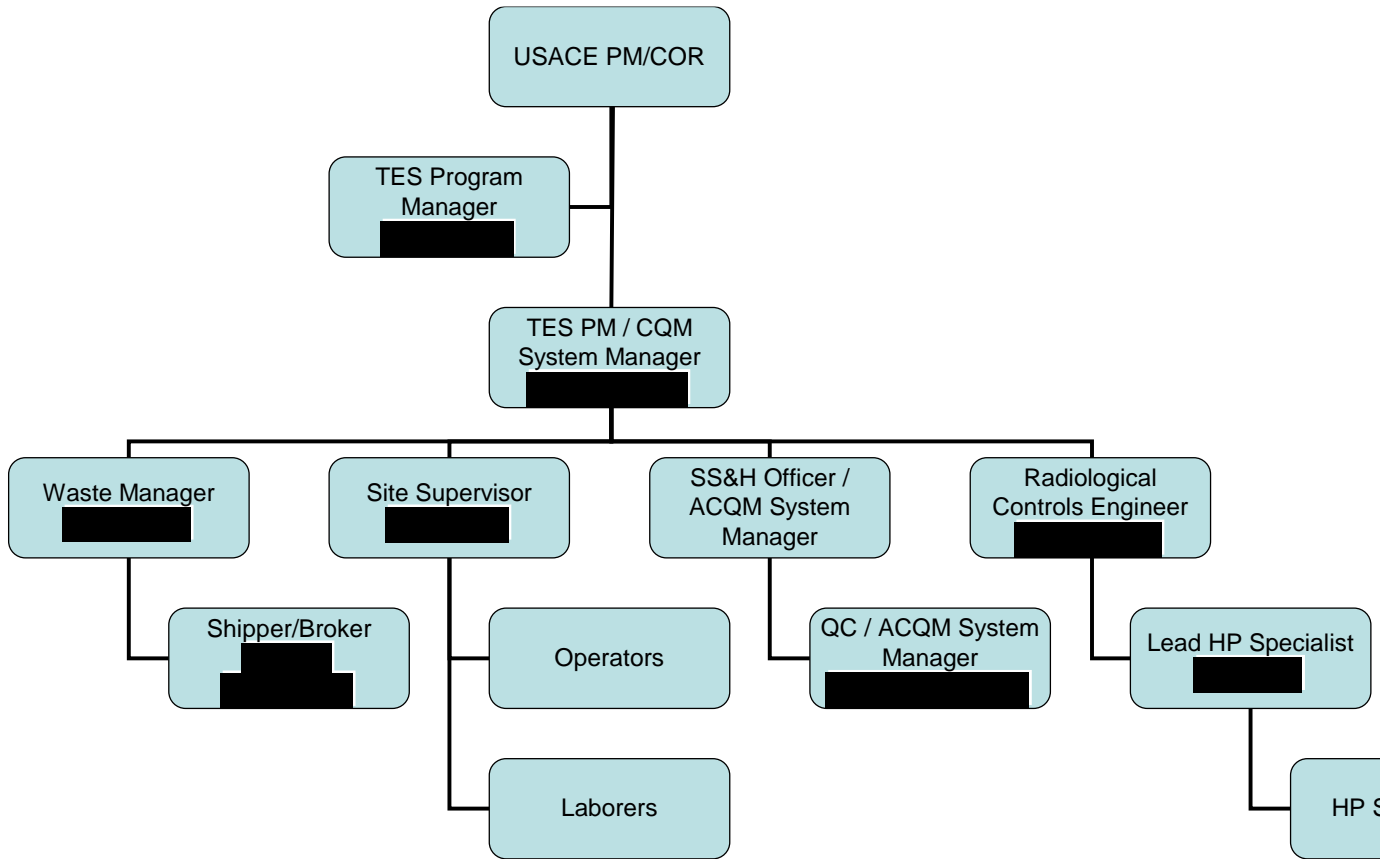 USACE PM/COR
TES Program
Manager
TES PM / CQM
System Manager
Waste Manager
Site Supervisor
SS&H Officer /
ACQM System
Manager
Radiological
Controls Engineer
Shipper/Broker
Operators
QC / ACQM System
Manager
Lead HP Specialist
Laborers
HP S